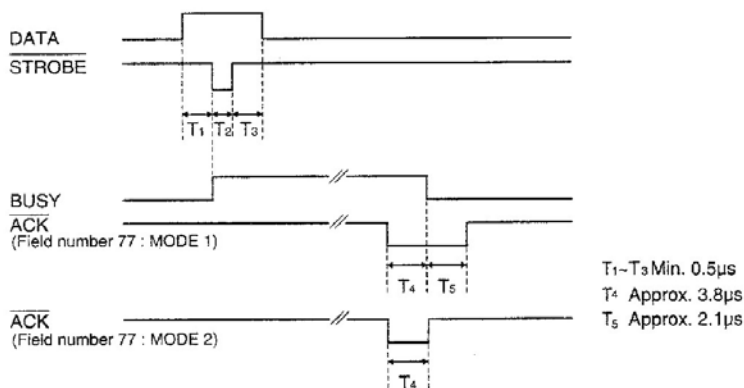 DATA
STROBE
T₁ T₂ T₃
BUSY
ACK
(Field number 77 : MODE 1)
T₄ T₅
T₁~T₃ Min. 0.5µs
T⁴ Approx. 3.8µs
T₅ Approx. 2.1µs
ACK
(Field number 77 : MODE 2)
T₄